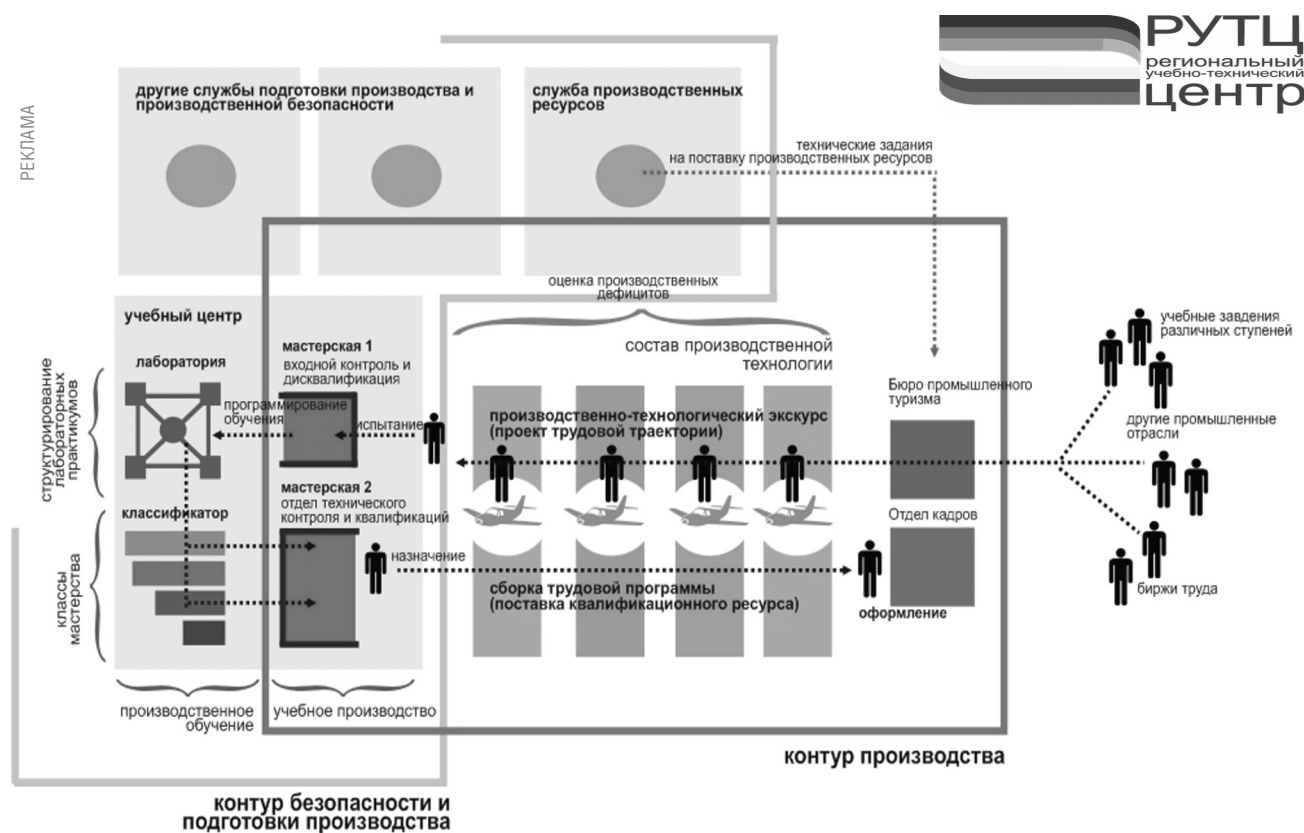 РУТЦ
региональный
учебно-технический
центр
РЕКЛАМА
другие службы подготовки производства и
производственной безопасности
служба производственных
ресурсов
технические задания
на поставку производственных ресурсов
оценка производственных
дефицитов
учебный центр
лаборатория
мастерская 1
входной контроль и
дисквалификация
состав производственной
технологии
учебные завдения
различных ступеней
Бюро промышленного
туризма
структурирование
лабораторных
практикумов
программирование
обучения
испытание
производственно-технологический экскурс
(проект трудовой траектории)
другие промышленные
отрасли
мастерская 2
отдел технического
контроля и квалификаций
классификатор
Отдел кадров
назначение
классы
мастерства
сборка трудовой программы
(поставка квалификационного ресурса)
оформление
биржи труда
производственное
обучение
учебное производство
контур производства
контур безопасности и
подготовки производства